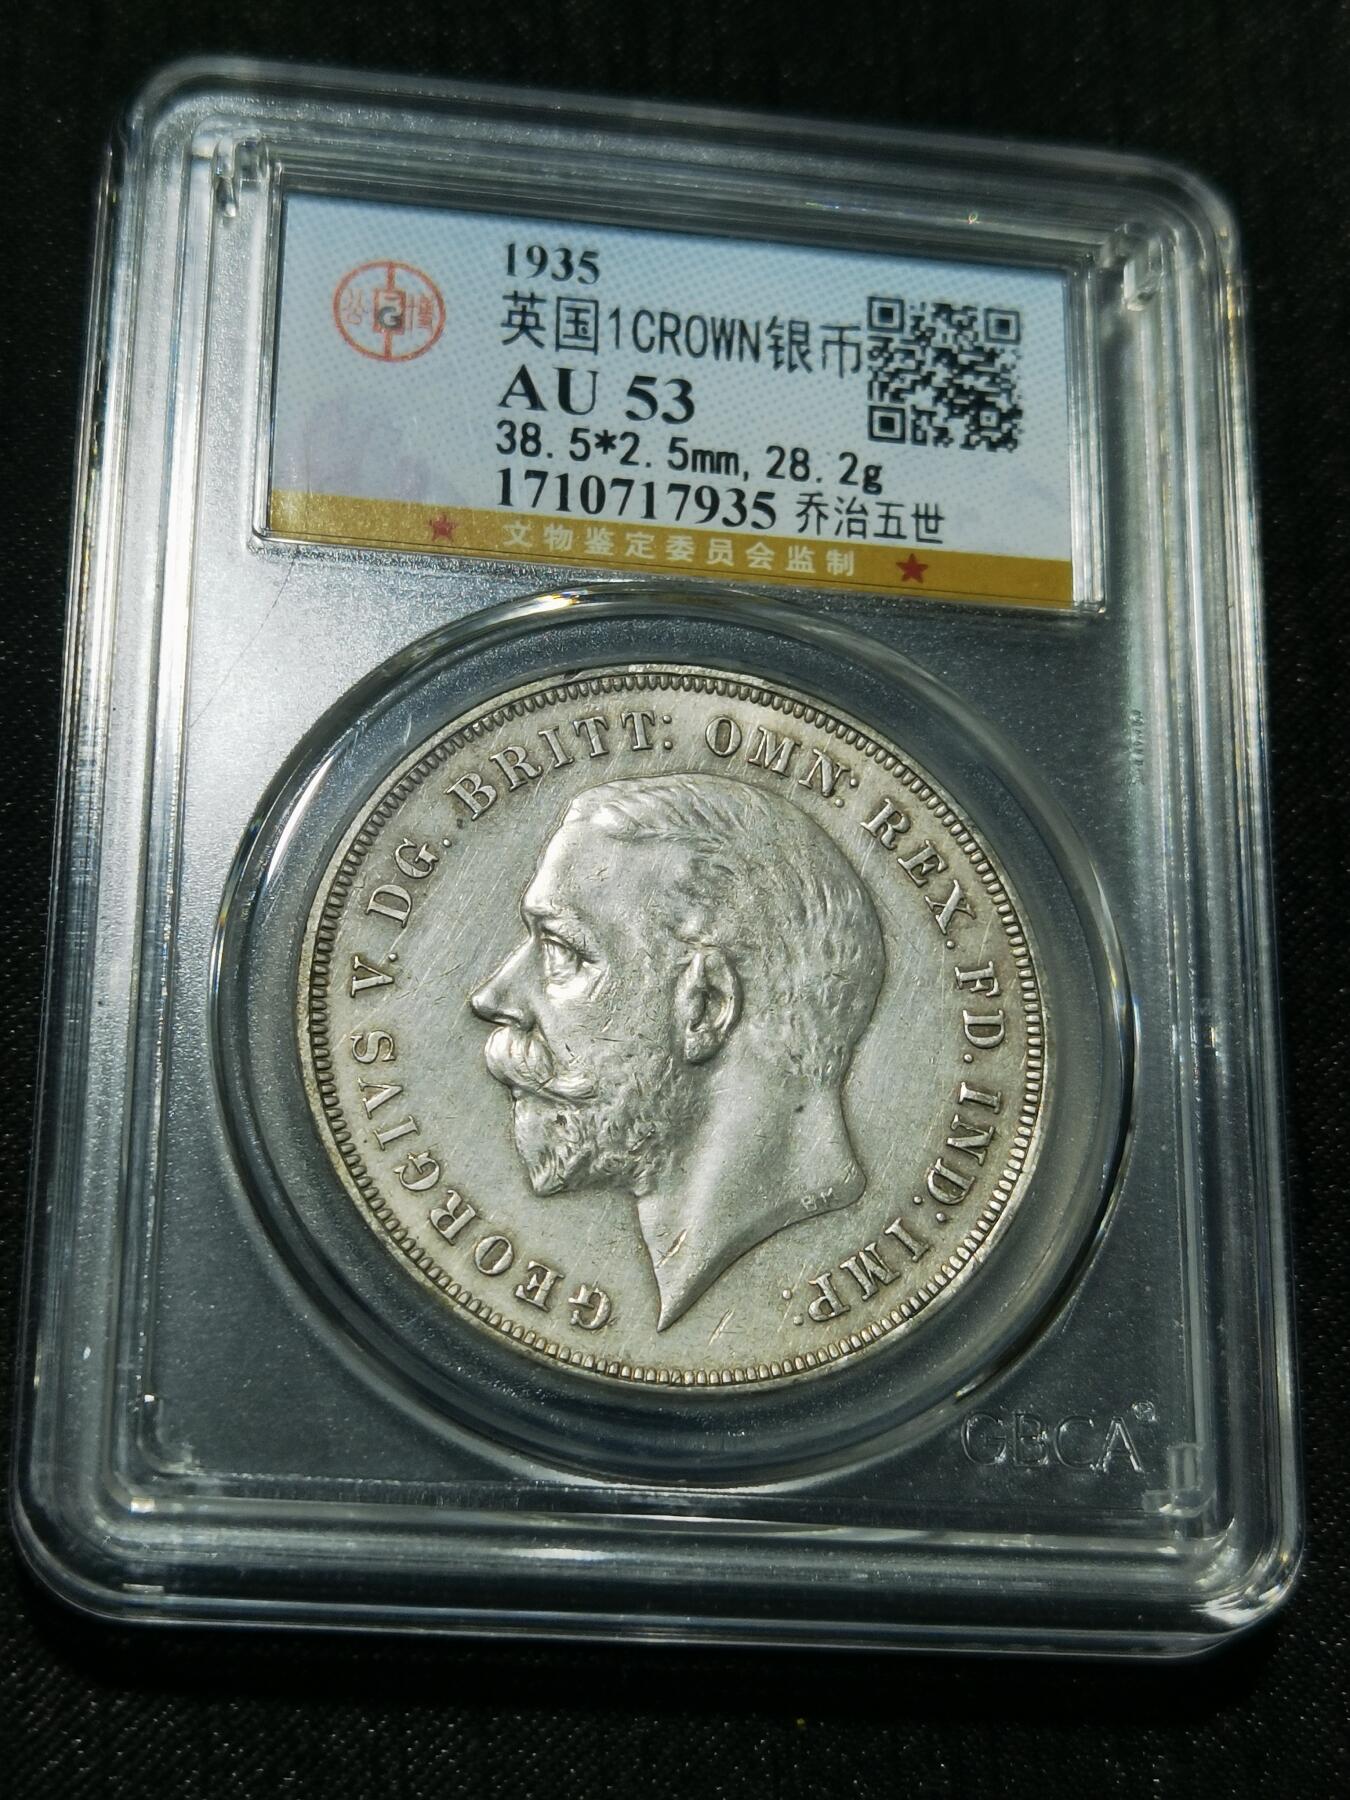 1935
英国1CROWN银币
AU 53
38.5*2.5mm, 28.2g
1710717935 乔治五世
文物鉴定委员会监制
公 G 博
GEORGIVS V. DG. BRITT: OMN: REX. FD. IND: IMP:
BM
GBCA